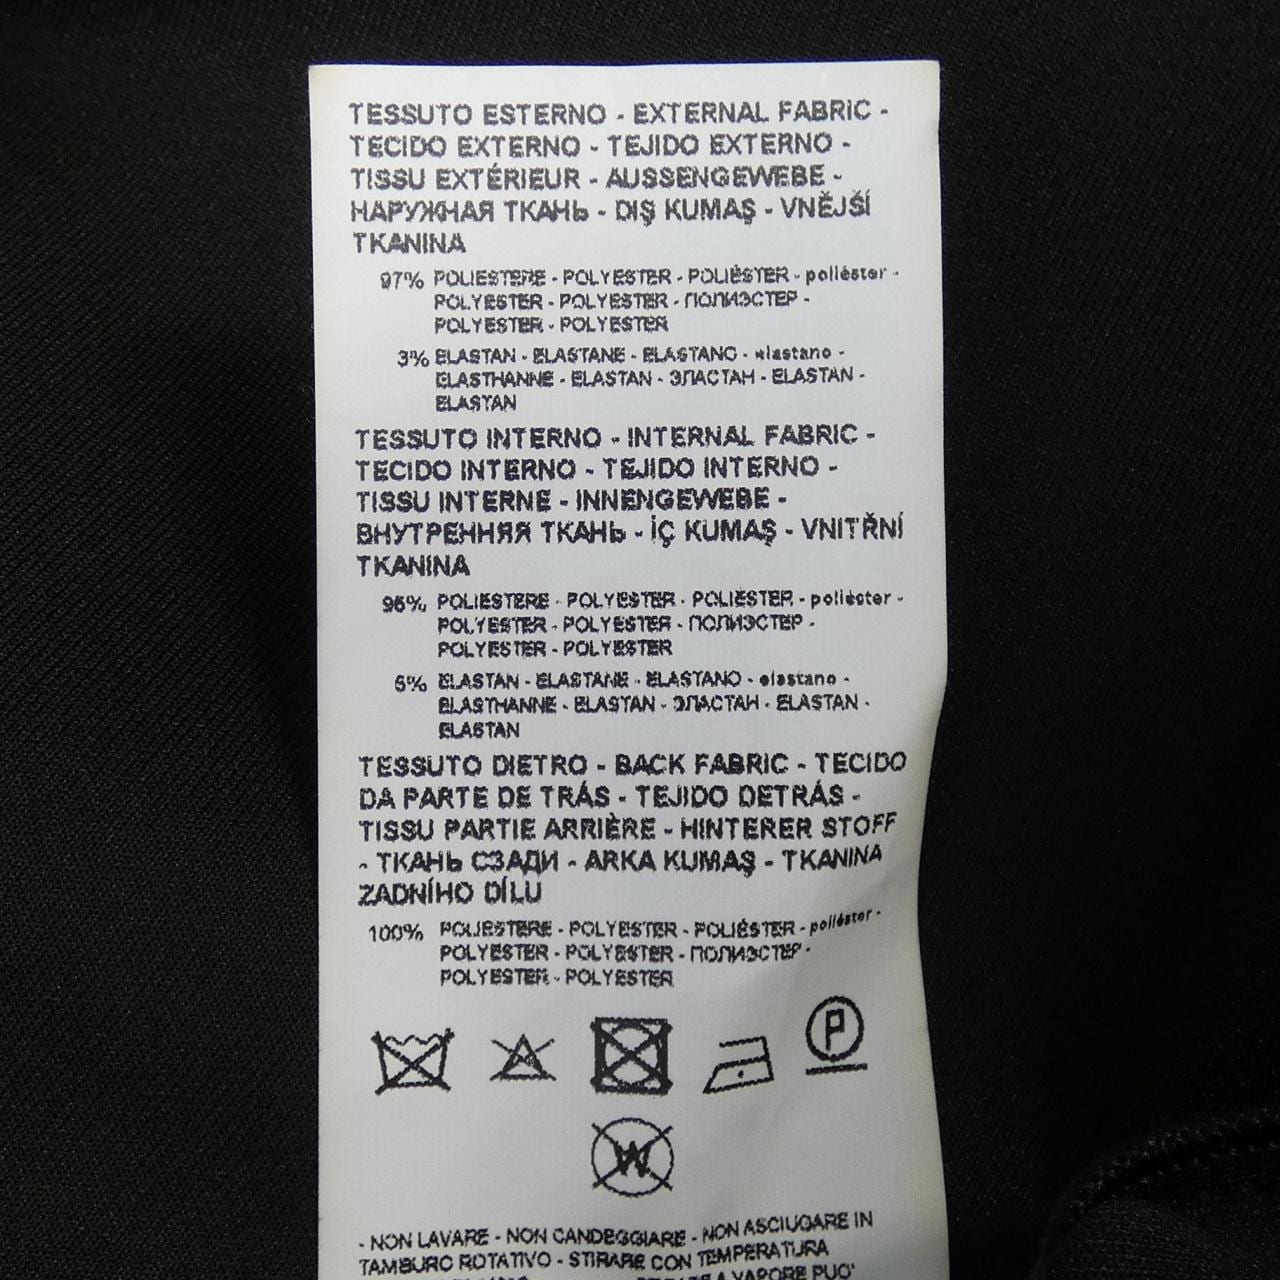 TESSUTO ESTERNO - EXTERNAL FABRIC -
TECIDO EXTERNO - TEJIDO EXTERNO -
TISSU EXTÉRIEUR - AUSSENGEWEBE -
НАРУЖНАЯ ТКАНЬ - DIŞ KUMAŞ - VNĚJŠÍ
TKANINA
97% POLIESTERE - POLYESTER - POLIÉSTER - poliéster -
POLYESTER - POLYESTER - ПОЛИЭСТЕР -
POLYESTER - POLYESTER
3% ELASTAN - ELASTANE - ELASTANO - elastano -
ELASTHANNE - ELASTAN - ЭЛАСТАН - ELASTAN -
ELASTAN
TESSUTO INTERNO - INTERNAL FABRIC -
TECIDO INTERNO - TEJIDO INTERNO -
TISSU INTERNE - INNENGEWEBE -
ВНУТРЕННЯЯ ТКАНЬ - İÇ KUMAŞ - VNITŘNÍ
TKANINA
POLIESTERE - POLYESTER - POLIÉSTER - poliéster -
POLYESTER - POLYESTER - ПОЛИЭСТЕР -
POLYESTER - POLYESTER
ELASTAN - ELASTANE - ELASTANO - elastano -
ELASTHANNE - ELASTAN - ЭЛАСТАН - ELASTAN -
ELASTAN
TESSUTO DIETRO - BACK FABRIC - TECIDO
DA PARTE DE TRÁS - TEJIDO DETRÁS -
TISSU PARTIE ARRIÈRE - HINTERER STOFF
- ТКАНЬ СЗАДИ - ARKA KUMAŞ - TKANINA
ZADNÍHO DÍLU
100% POLIESTERE - POLYESTER - POLIÉSTER - poliéster -
POLYESTER - POLYESTER - ПОЛИЭСТЕР -
POLYESTER - POLYESTER
P
W
- NON LAVARE - NON CANDEGGIARE - NON ASCIUGARE IN
TAMBURO ROTATIVO - STIRARE CON TEMPERATURA
A VAPORE PUO'